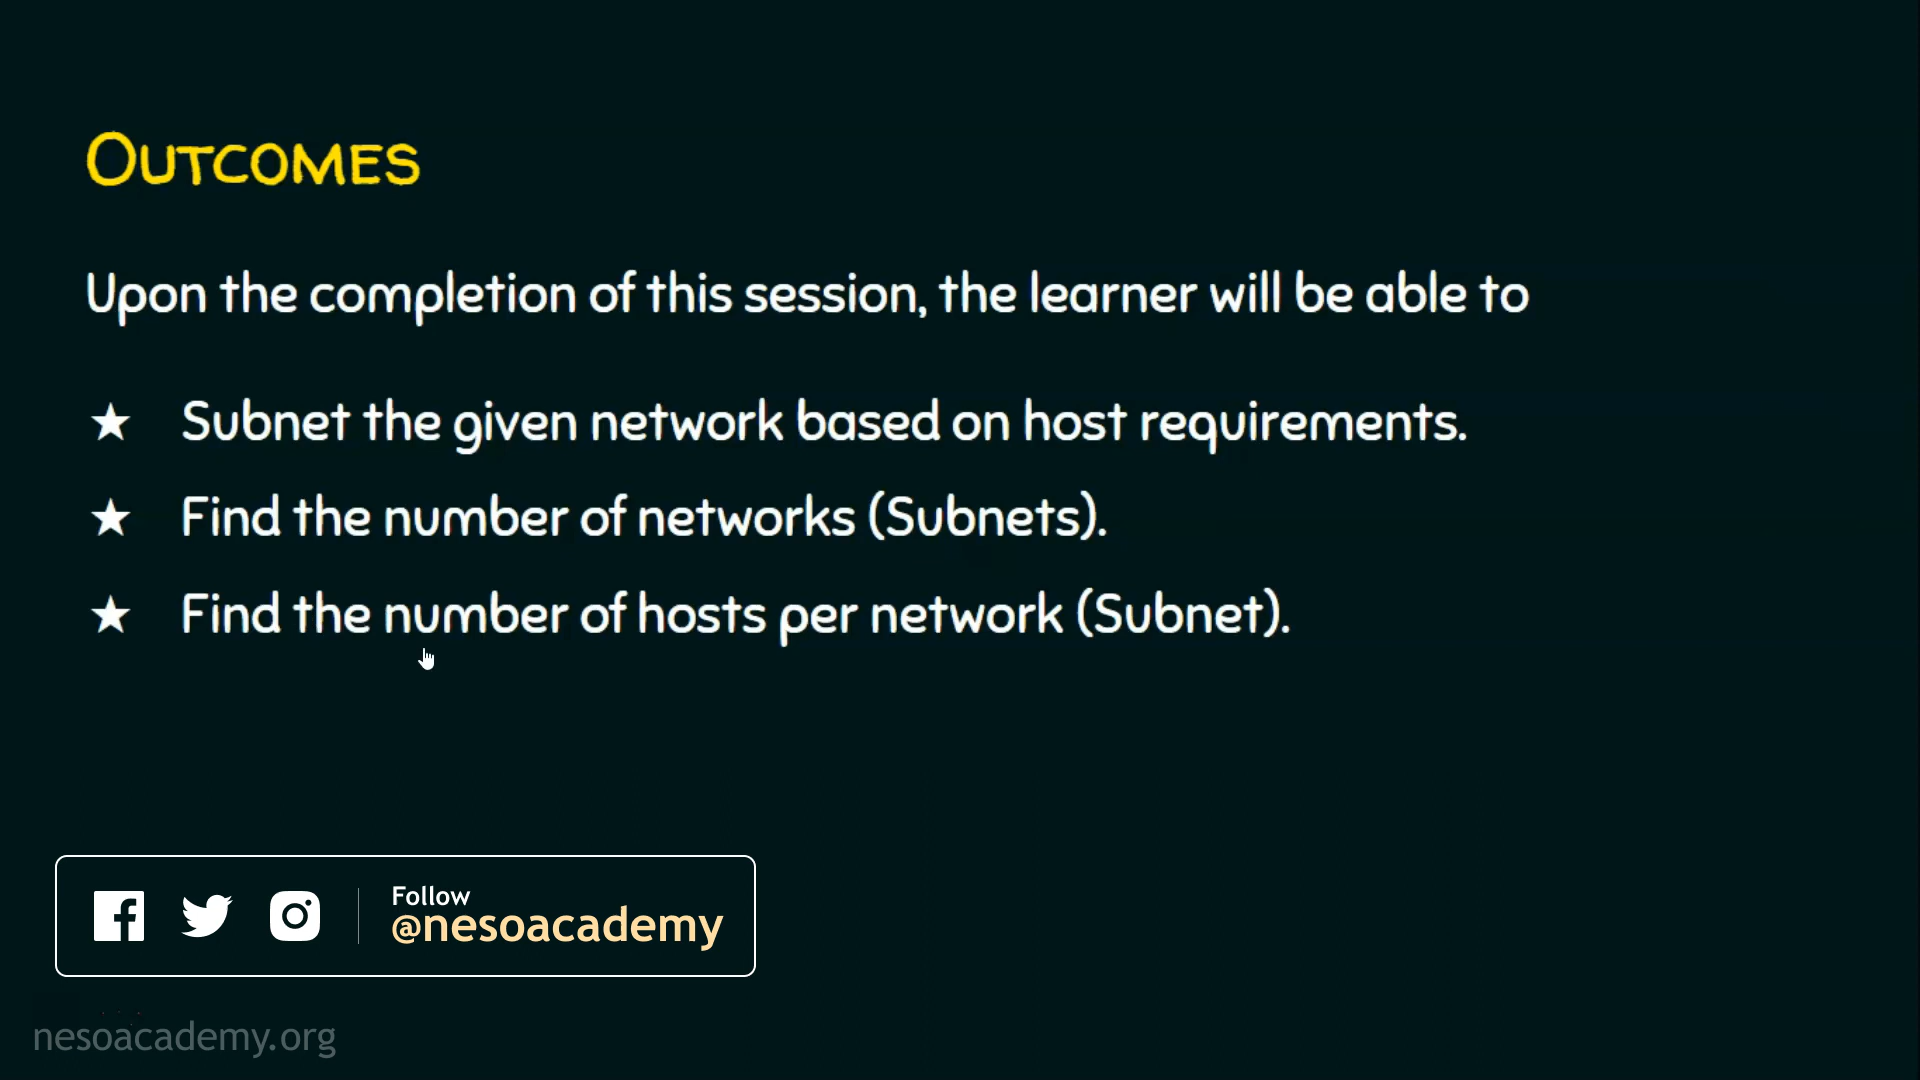 OUTCOMES
Upon the completion of this session, the learner will be able to
★ Subnet the given network based on host requirements.
★ Find the number of networks (Subnets).
★ Find the number of hosts per network (Subnet).
Follow
@nesoacademy
nesoacademy.org